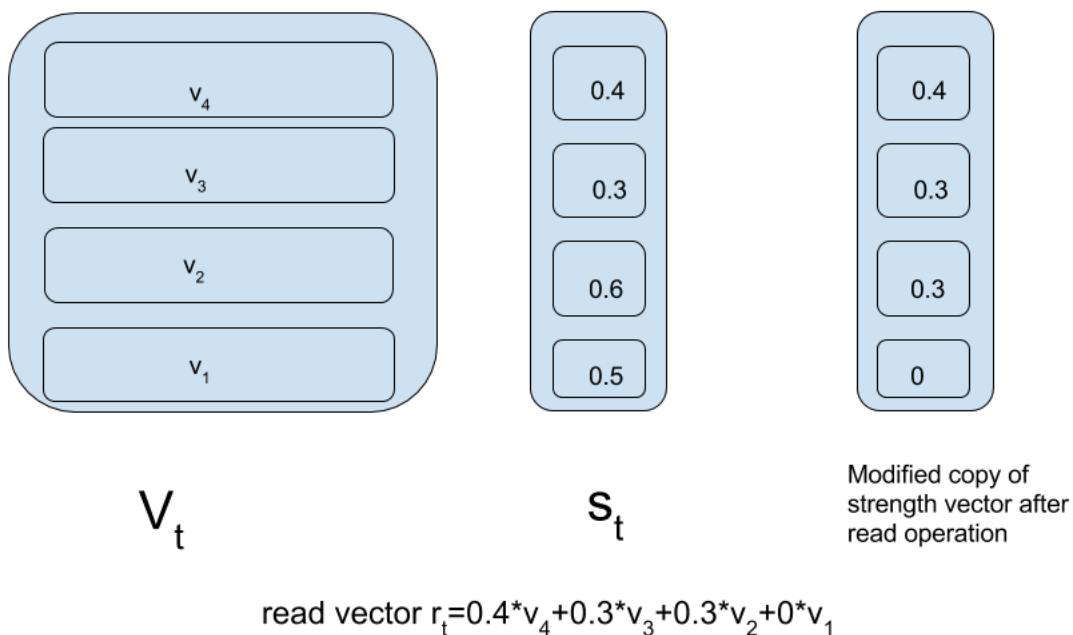 v₄ 0.4 0.4
v₃ 0.3 0.3
v₂ 0.6 0.3
v₁ 0.5 0
Vₜ
sₜ
Modified copy of
strength vector after
read operation
read vector rₜ=0.4*v₄+0.3*v₃+0.3*v₂+0*v₁